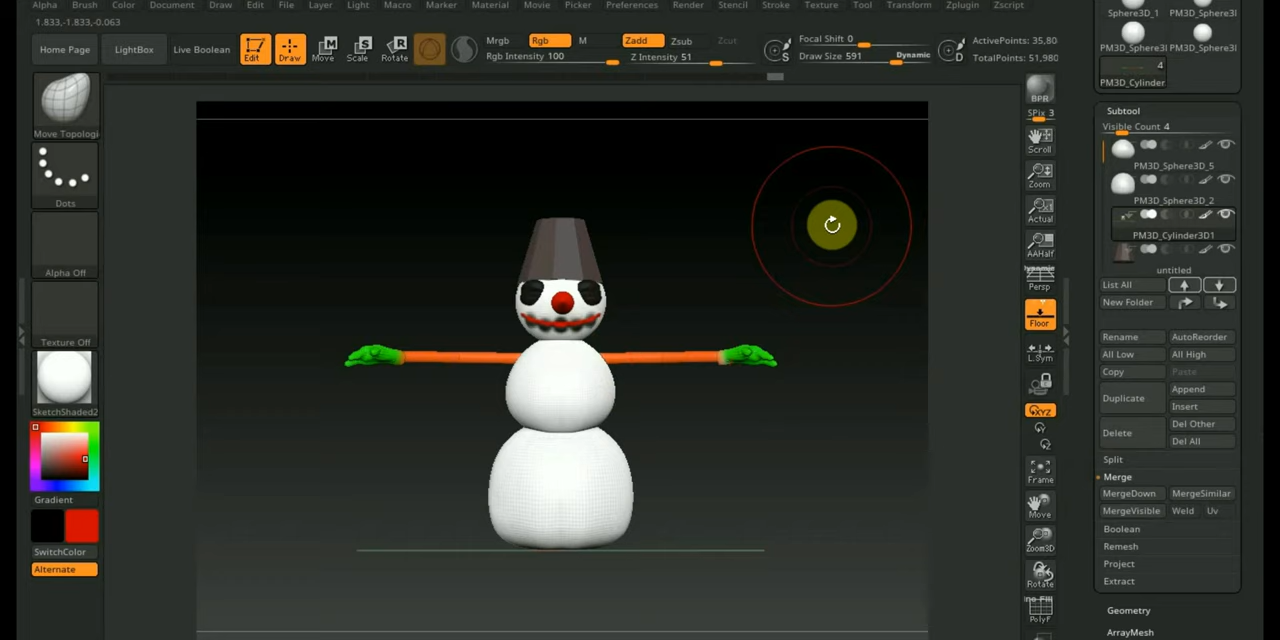 Alpha Brush Color Document Draw Edit File Layer Light Macro Marker Material Movie Picker Preferences Render Stencil Stroke Texture Tool Transform Zplugin Zscript
1.833,-1.833,-0.063
Home Page LightBox Live Boolean Edit Draw Move Scale Rotate
Mrgb Rgb M Zadd Zsub Zcut
Rgb Intensity 100 Z Intensity 51
S Focal Shift 0
Draw Size 591 Dynamic
D ActivePoints: 35,80
TotalPoints: 51,980
Move Topologi
Dots
Alpha Off
Texture Off
SketchShaded2
Gradient
SwitchColor
Alternate
BPR
SPix 3
Scroll
Zoom
Actual
AAHalf
Dynamic
Persp
Floor
L.Sym
XYZ
Frame
Move
Zoom3D
Rotate
Line Fill
PolyF
Sphere3D_1 PM3D_Sphere3I
PM3D_Sphere3I PM3D_Sphere3I
4
PM3D_Cylinder
Subtool
Visible Count 4
PM3D_Sphere3D_5
PM3D_Sphere3D_2
PM3D_Cylinder3D1
untitled
List All
New Folder
Rename AutoReorder
All Low All High
Copy Paste
Duplicate Append
Insert
Delete Del Other
Del All
Split
Merge
MergeDown MergeSimilar
MergeVisible Weld Uv
Boolean
Remesh
Project
Extract
Geometry
ArrayMesh